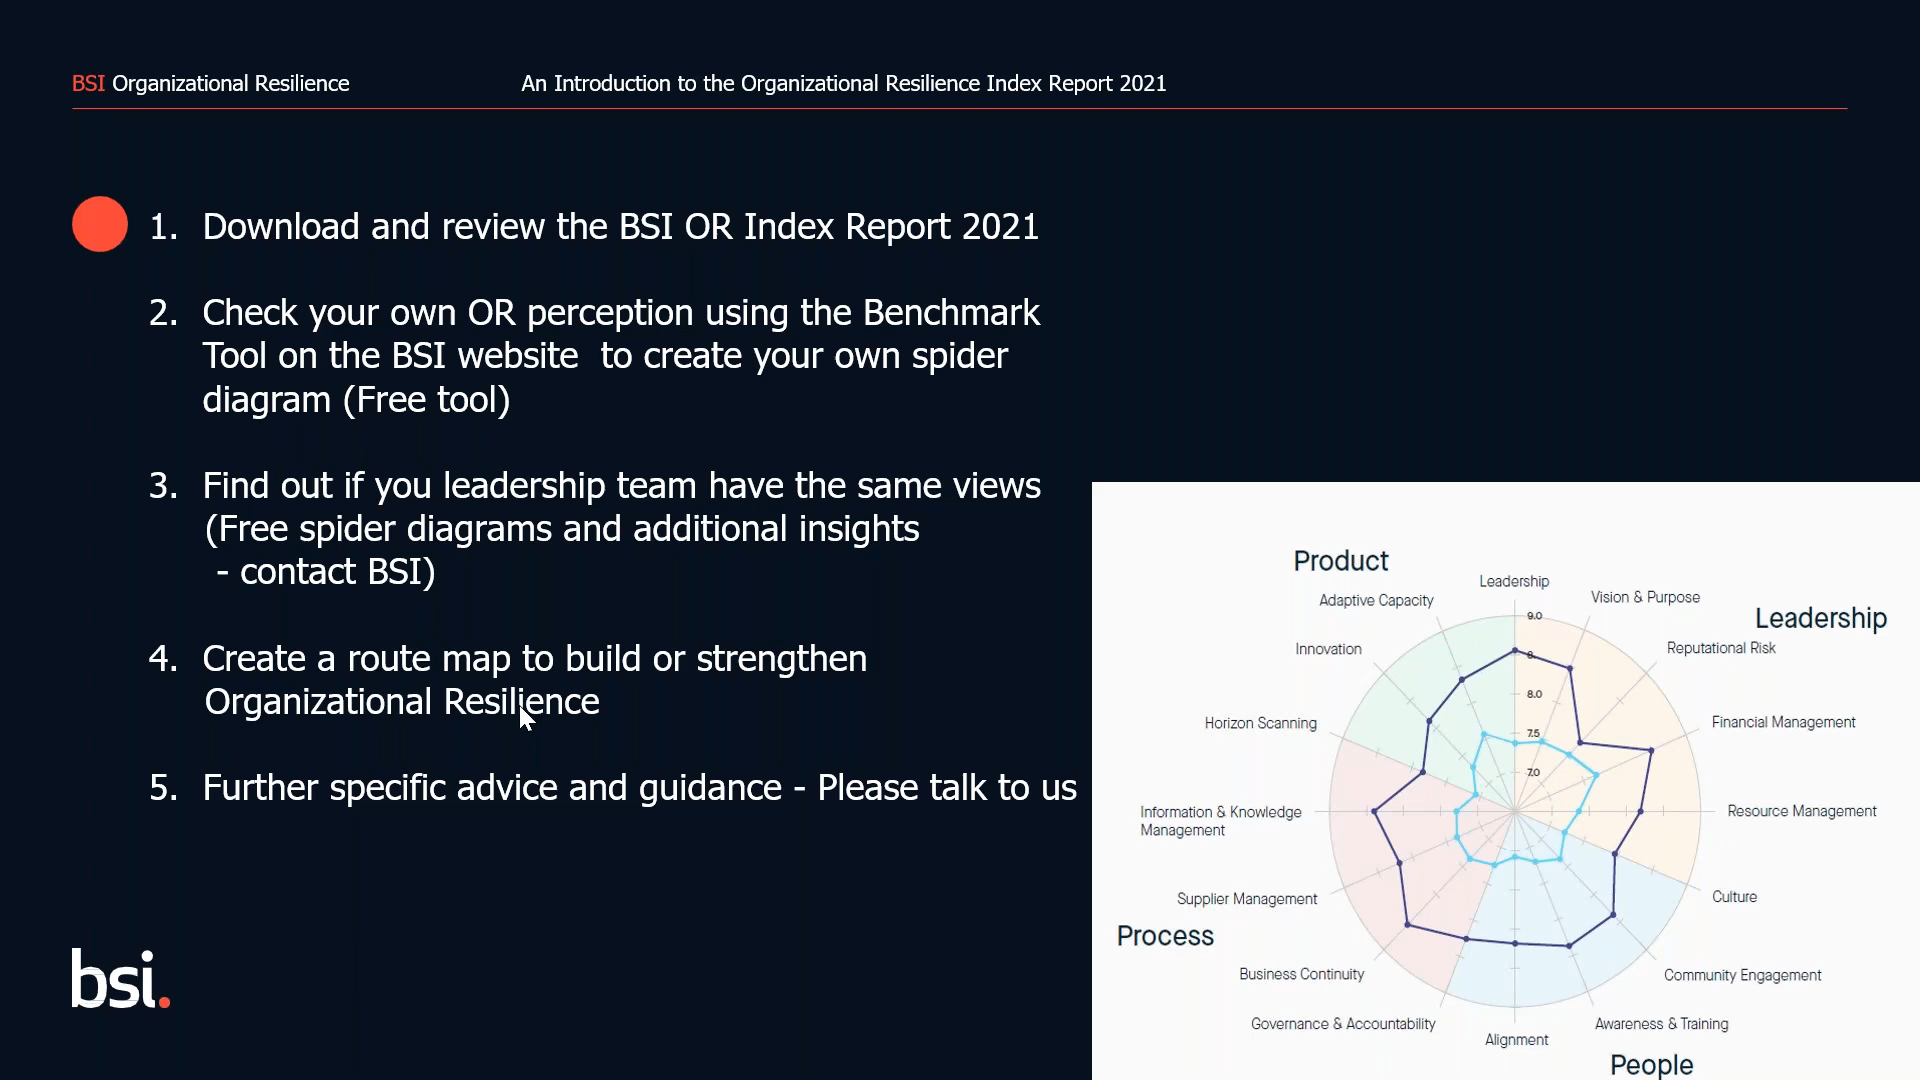 BSI Organizational Resilience
An Introduction to the Organizational Resilience Index Report 2021
1. Download and review the BSI OR Index Report 2021
2. Check your own OR perception using the Benchmark
Tool on the BSI website to create your own spider
diagram (Free tool)
3. Find out if you leadership team have the same views
(Free spider diagrams and additional insights
- contact BSI)
4. Create a route map to build or strengthen
Organizational Resilience
5. Further specific advice and guidance - Please talk to us
bsi.
Product
Leadership
Adaptive Capacity
Vision & Purpose
Leadership
Innovation
Reputational Risk
Horizon Scanning
Financial Management
Information & Knowledge
Management
Resource Management
Supplier Management
Culture
Process
Business Continuity
Community Engagement
Governance & Accountability
Awareness & Training
Alignment
People
9.0
8.0
7.5
7.0